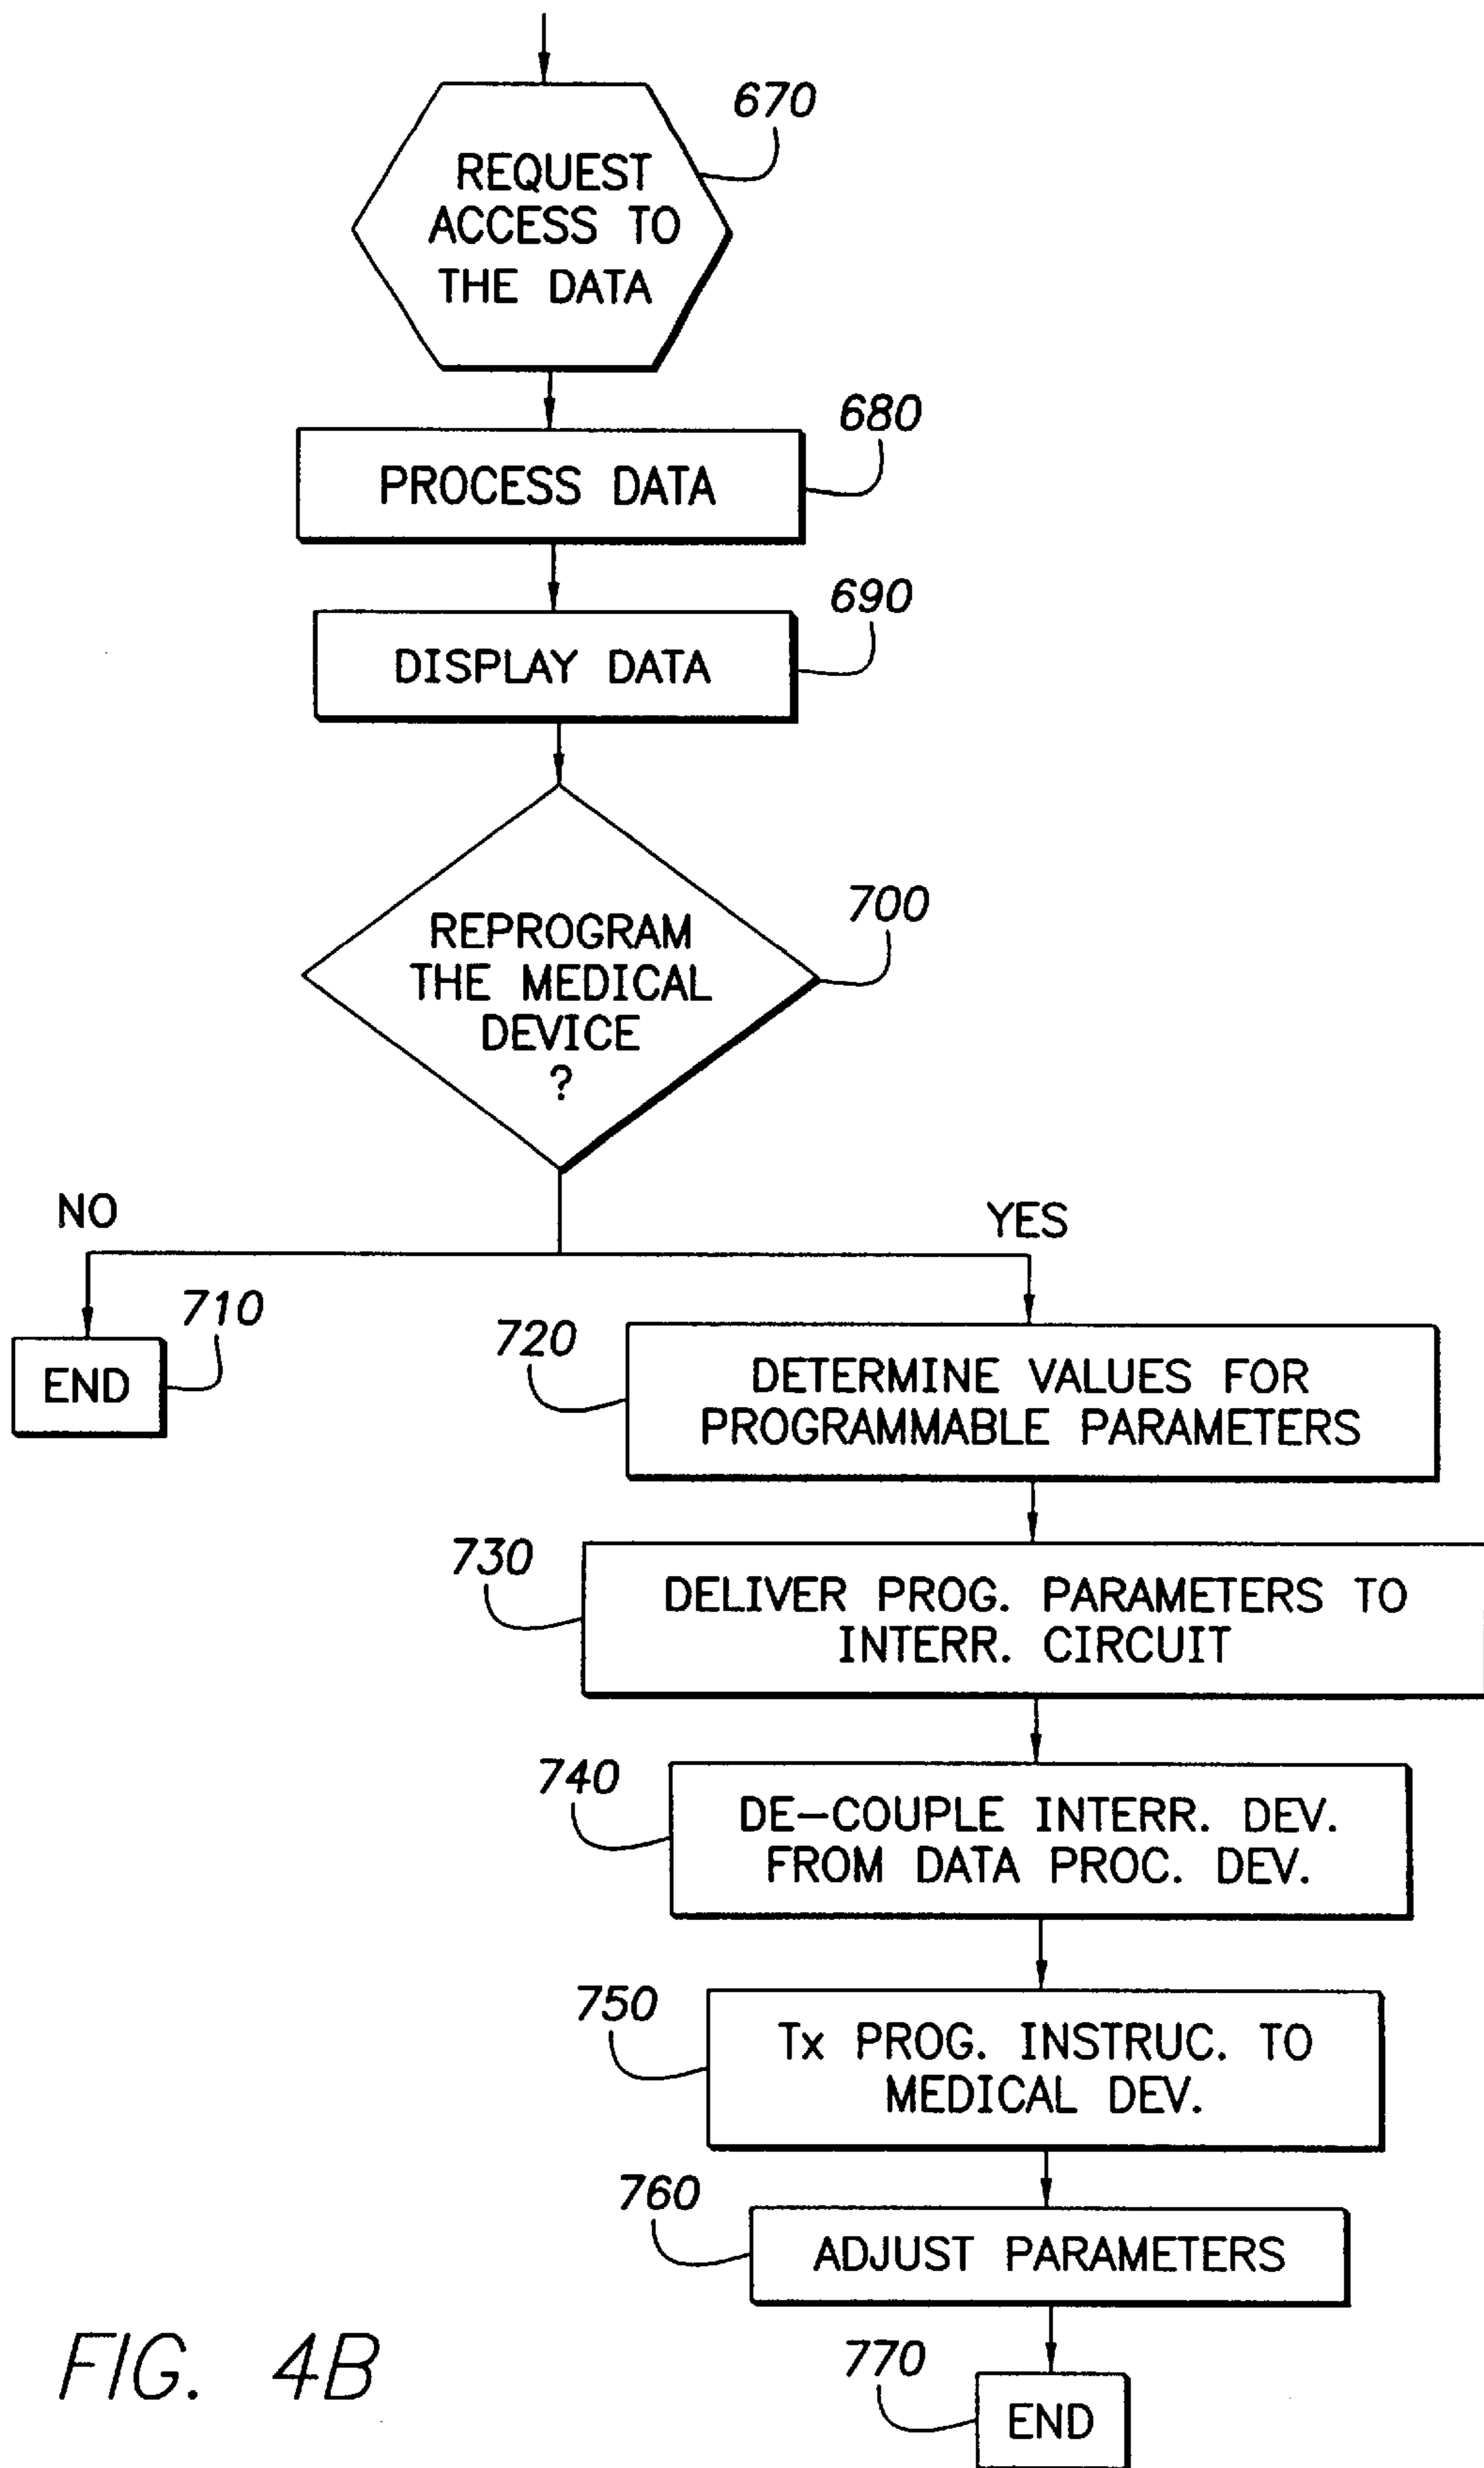 670
REQUEST
ACCESS TO
THE DATA
680
PROCESS DATA
690
DISPLAY DATA
700
REPROGRAM
THE MEDICAL
DEVICE
?
NO
YES
710
END
720
DETERMINE VALUES FOR
PROGRAMMABLE PARAMETERS
730
DELIVER PROG. PARAMETERS TO
INTERR. CIRCUIT
740
DE-COUPLE INTERR. DEV.
FROM DATA PROC. DEV.
750
Tx PROG. INSTRUC. TO
MEDICAL DEV.
760
ADJUST PARAMETERS
770
END
FIG. 4B